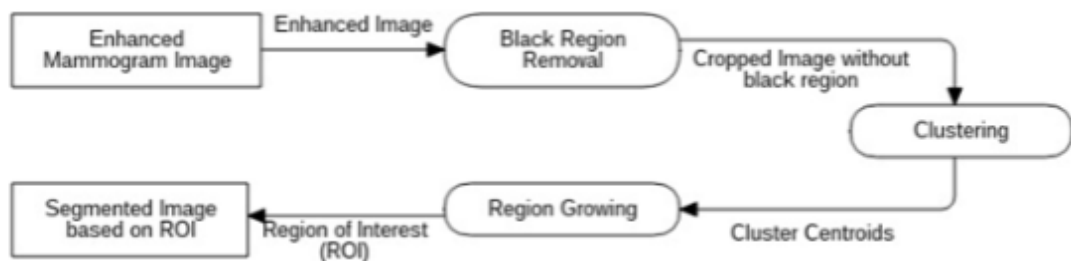 Enhanced
Mammogram Image
Enhanced Image
Black Region
Removal
Cropped Image without
black region
Clustering
Cluster Centroids
Region Growing
Region of Interest
(ROI)
Segmented Image
based on ROI